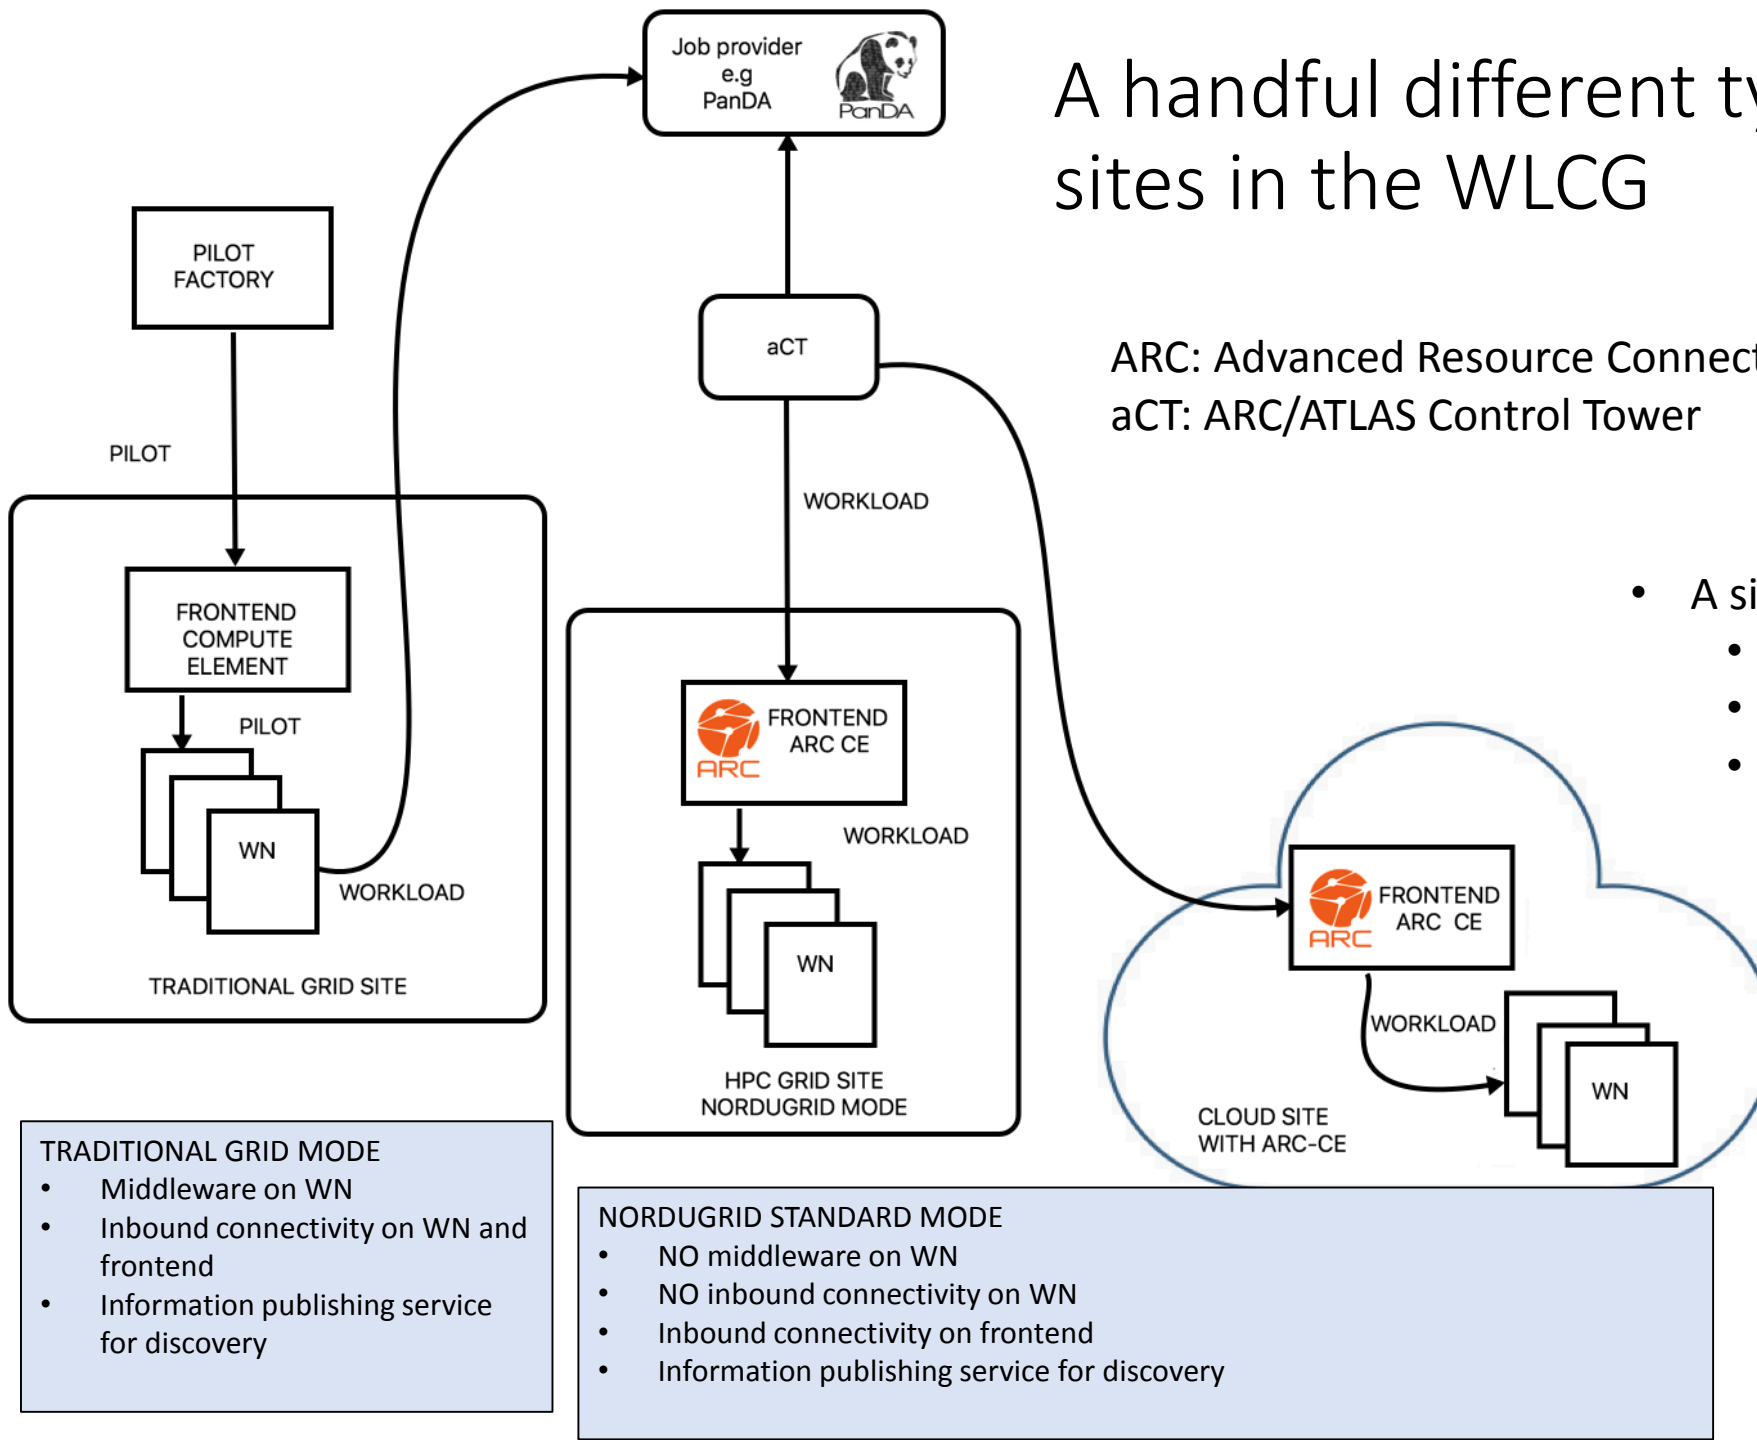 A handful different ty
sites in the WLCG
Job provider
e.g
PanDA
PanDA
PILOT
FACTORY
aCT
ARC: Advanced Resource Connect
aCT: ARC/ATLAS Control Tower
PILOT
WORKLOAD
• A si
•
•
•
FRONTEND
COMPUTE
ELEMENT
PILOT
WN
WORKLOAD
TRADITIONAL GRID SITE
ARC
FRONTEND
ARC CE
WORKLOAD
WN
HPC GRID SITE
NORDUGRID MODE
ARC
FRONTEND
ARC CE
WORKLOAD
WN
CLOUD SITE
WITH ARC-CE
TRADITIONAL GRID MODE
• Middleware on WN
• Inbound connectivity on WN and
frontend
• Information publishing service
for discovery
NORDUGRID STANDARD MODE
• NO middleware on WN
• NO inbound connectivity on WN
• Inbound connectivity on frontend
• Information publishing service for discovery